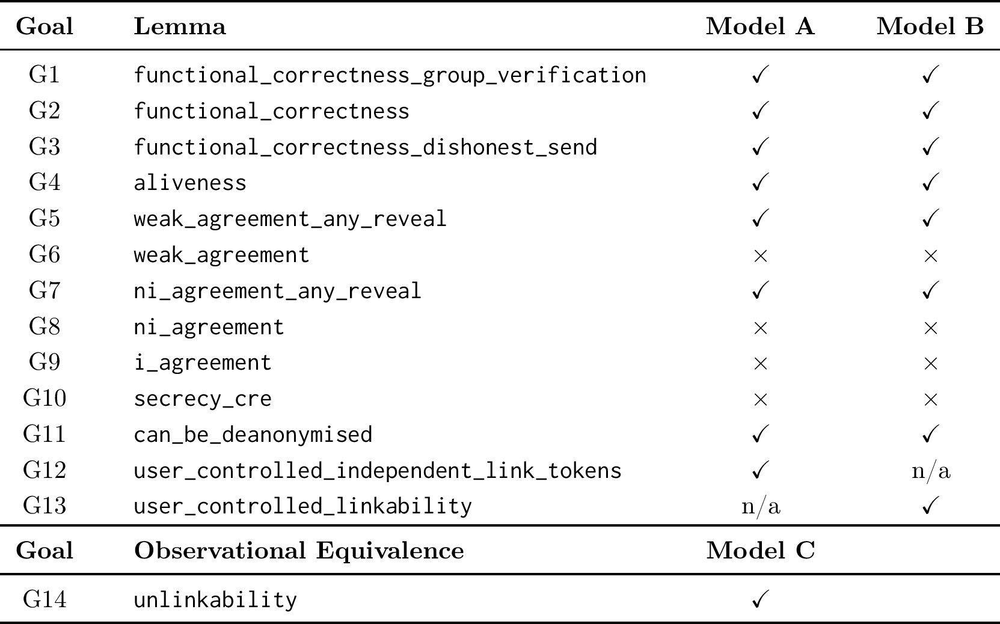 Goal Lemma Model A Model B
G1 functional_correctness_group_verification ✓ ✓
G2 functional_correctness ✓ ✓
G3 functional_correctness_dishonest_send ✓ ✓
G4 aliveness ✓ ✓
G5 weak_agreement_any_reveal ✓ ✓
G6 weak_agreement × ×
G7 ni_agreement_any_reveal ✓ ✓
G8 ni_agreement × ×
G9 i_agreement × ×
G10 secrecy_cre × ×
G11 can_be_deanonymised ✓ ✓
G12 user_controlled_independent_link_tokens ✓ n/a
G13 user_controlled_linkability n/a ✓
Goal Observational Equivalence Model C
G14 unlinkability ✓